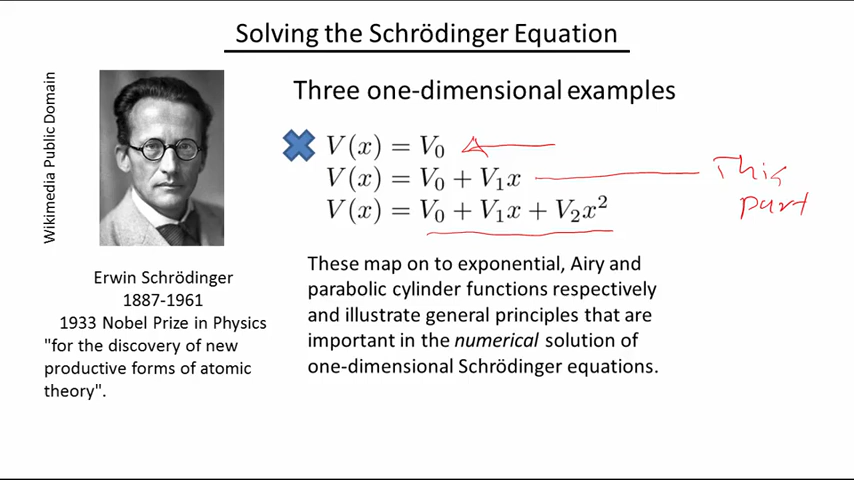 Solving the Schrödinger Equation
Wikimedia Public Domain
Three one-dimensional examples
V(x) = V₀
V(x) = V₀ + V₁x
This
part
V(x) = V₀ + V₁x + V₂x²
These map on to exponential, Airy and
parabolic cylinder functions respectively
and illustrate general principles that are
important in the numerical solution of
one-dimensional Schrödinger equations.
Erwin Schrödinger
1887-1961
1933 Nobel Prize in Physics
"for the discovery of new
productive forms of atomic
theory".